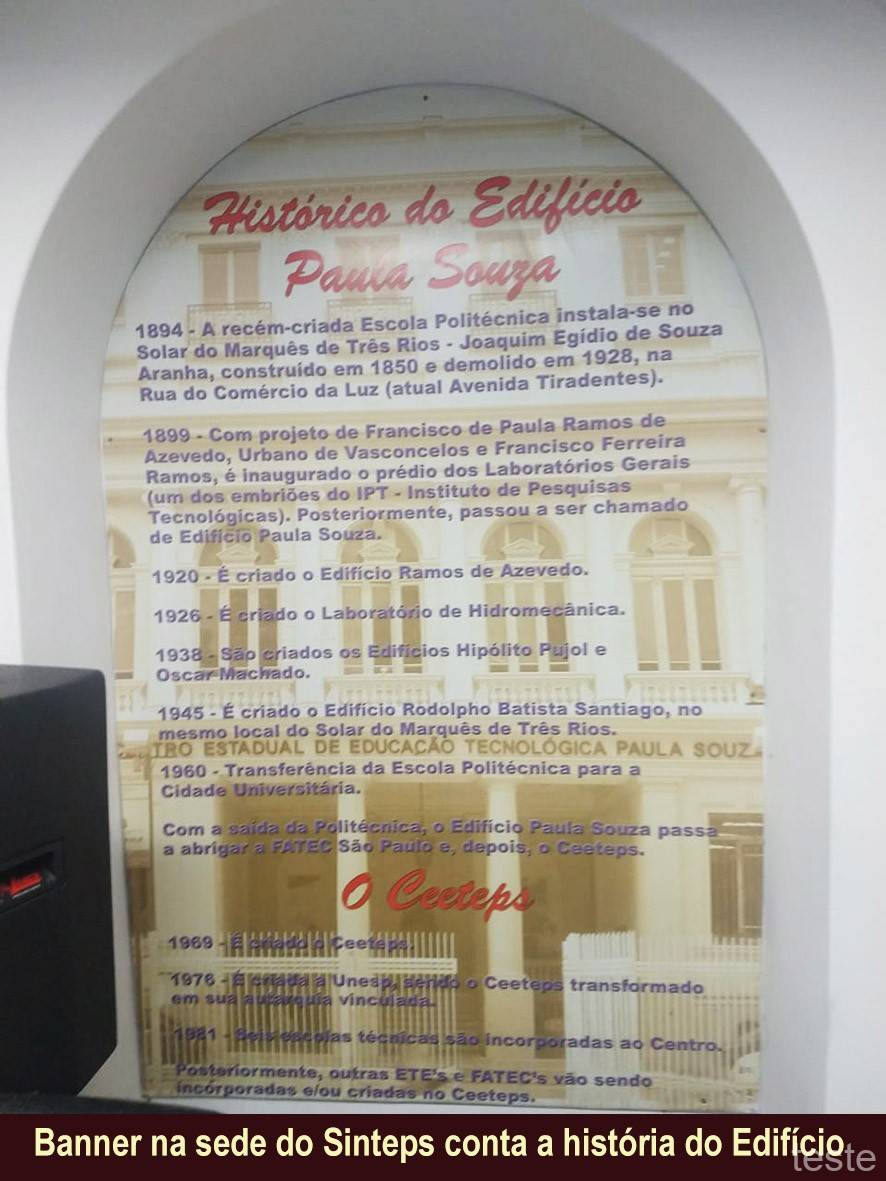 Histórico do Edifício
Paula Souza
1894 - A recém-criada Escola Politécnica instala-se no
Solar do Marquês de Três Rios - Joaquim Egídio de Souza
Aranha, construído em 1850 e demolido em 1928, na
Rua do Comércio da Luz (atual Avenida Tiradentes).
1899 - Com projeto de Francisco de Paula Ramos de
Azevedo, Urbano de Vasconcelos e Francisco Ferreira
Ramos, é inaugurado o prédio dos Laboratórios Gerais
(um dos embriões do IPT - Instituto de Pesquisas
Tecnológicas). Posteriormente, passou a ser chamado
de Edifício Paula Souza.
1920 - É criado o Edifício Ramos de Azevedo.
1926 - É criado o Laboratório de Hidromecânica.
1938 - São criados os Edifícios Hipólito Pujol e
Oscar Machado.
1945 - É criado o Edifício Rodolpho Batista Santiago, no
mesmo local do Solar do Marquês de Três Rios.
TRO ESTADUAL DE EDUCAÇÃO TECNOLÓGICA PAULA SOUZ
1960 - Transferência da Escola Politécnica para a
Cidade Universitária.
Com a saída da Politécnica, o Edifício Paula Souza passa
a abrigar a FATEC São Paulo e, depois, o Ceeteps.
O Ceeteps
1969 - É criado o Ceeteps.
1976 - É criada a Unesp, sendo o Ceeteps transformado
em sua autarquia vinculada.
1981 - Seis escolas técnicas são incorporadas ao Centro.
Posteriormente, outras ETE's e FATEC's vão sendo
incorporadas e/ou criadas no Ceeteps.
Banner na sede do Sinteps conta a história do Edifício
teste